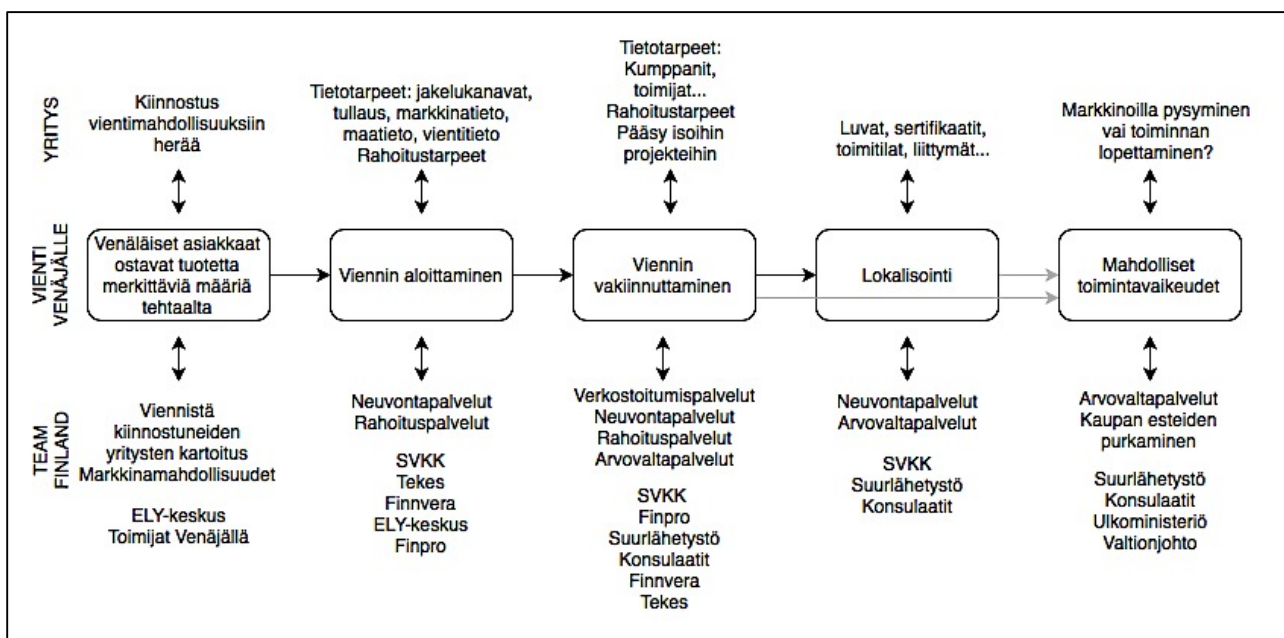 YRITYS
Kiinnostus
vientimahdollisuuksiin
herää
Tietotarpeet: jakelukanavat,
tullaus, markkinatieto,
maatieto, vientitieto
Rahoitustarpeet
Tietotarpeet:
Kumppanit,
toimijat...
Rahoitustarpeet
Pääsy isoihin
projekteihin
Luvat, sertifikaatit,
toimitilat, liittymät...
Markkinoilla pysyminen
vai toiminnan
lopettaminen?
VIENTI
VENÄJÄLLE
Venäläiset asiakkaat
ostavat tuotetta
merkittäviä määriä
tehtaalta
Viennin aloittaminen
Viennin
vakiinnuttaminen
Lokalisointi
Mahdolliset
toimintavaikeudet
TEAM
FINLAND
Viennistä
kiinnostuneiden
yritysten kartoitus
Markkinamahdollisuudet
ELY-keskus
Toimijat Venäjällä
Neuvontapalvelut
Rahoituspalvelut
SVKK
Tekes
Finnvera
ELY-keskus
Finpro
Verkostoitumispalvelut
Neuvontapalvelut
Rahoituspalvelut
Arvovaltapalvelut
SVKK
Finpro
Suurlähetystö
Konsulaatit
Finnvera
Tekes
Neuvontapalvelut
Arvovaltapalvelut
SVKK
Suurlähetystö
Konsulaatit
Arvovaltapalvelut
Kaupan esteiden
purkaminen
Suurlähetystö
Konsulaatit
Ulkoministeriö
Valtionjohto